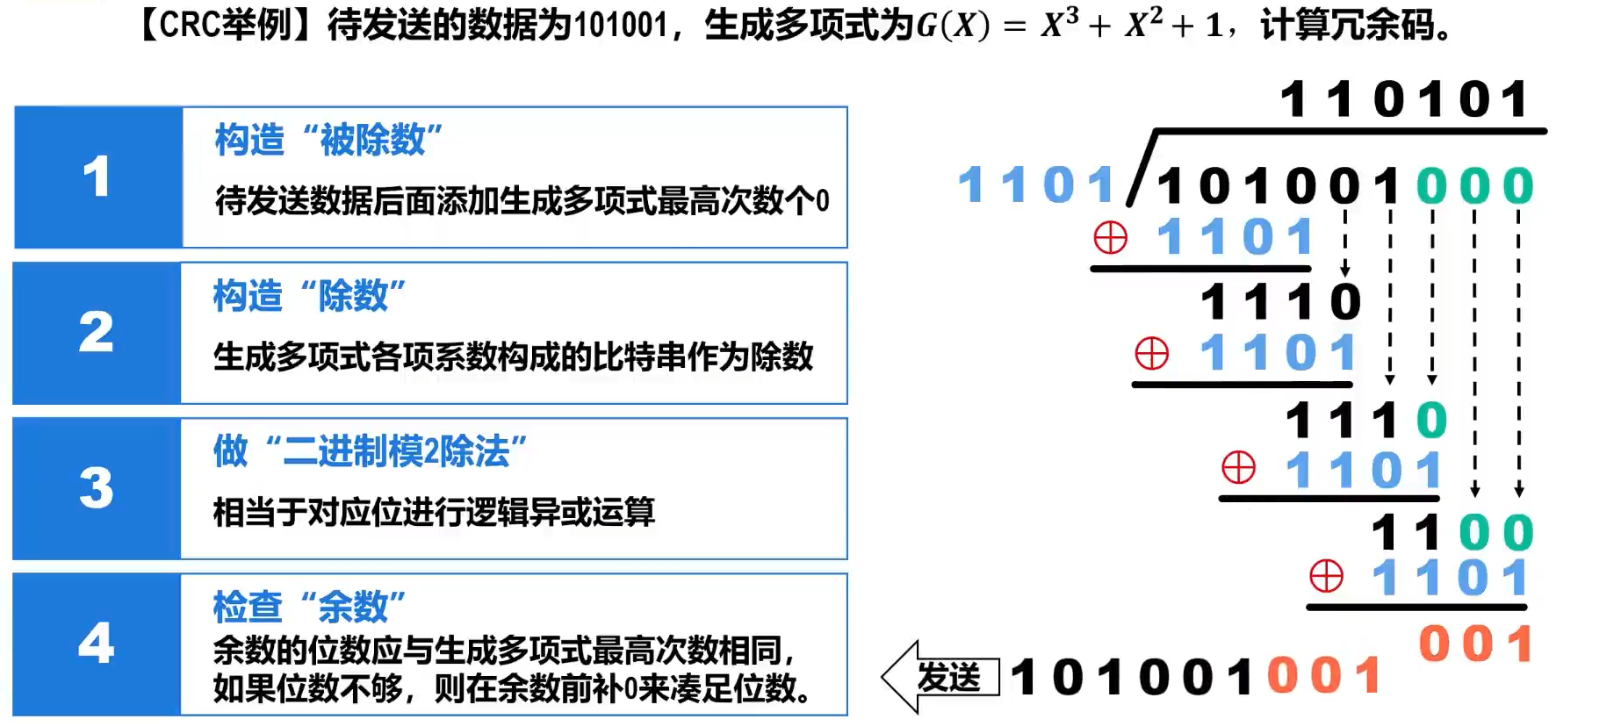 【CRC举例】待发送的数据为101001，生成多项式为G(X) = X³ + X² + 1，计算冗余码。
1
构造“被除数”
待发送数据后面添加生成多项式最高次数个0
2
构造“除数”
生成多项式各项系数构成的比特串作为除数
3
做“二进制模2除法”
相当于对应位进行逻辑异或运算
4
检查“余数”
余数的位数应与生成多项式最高次数相同，
如果位数不够，则在余数前补0来凑足位数。
110101
1101 101001000
⊕ 1101
1110
⊕ 1101
1110
⊕ 1101
1100
⊕ 1101
001
发送 101001001